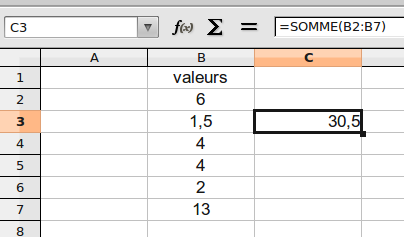 C3 f(x) Σ = =SOMME(B2:B7)
A B C
1 valeurs
2 6
3 1,5 30,5
4 4
5 4
6 2
7 13
8